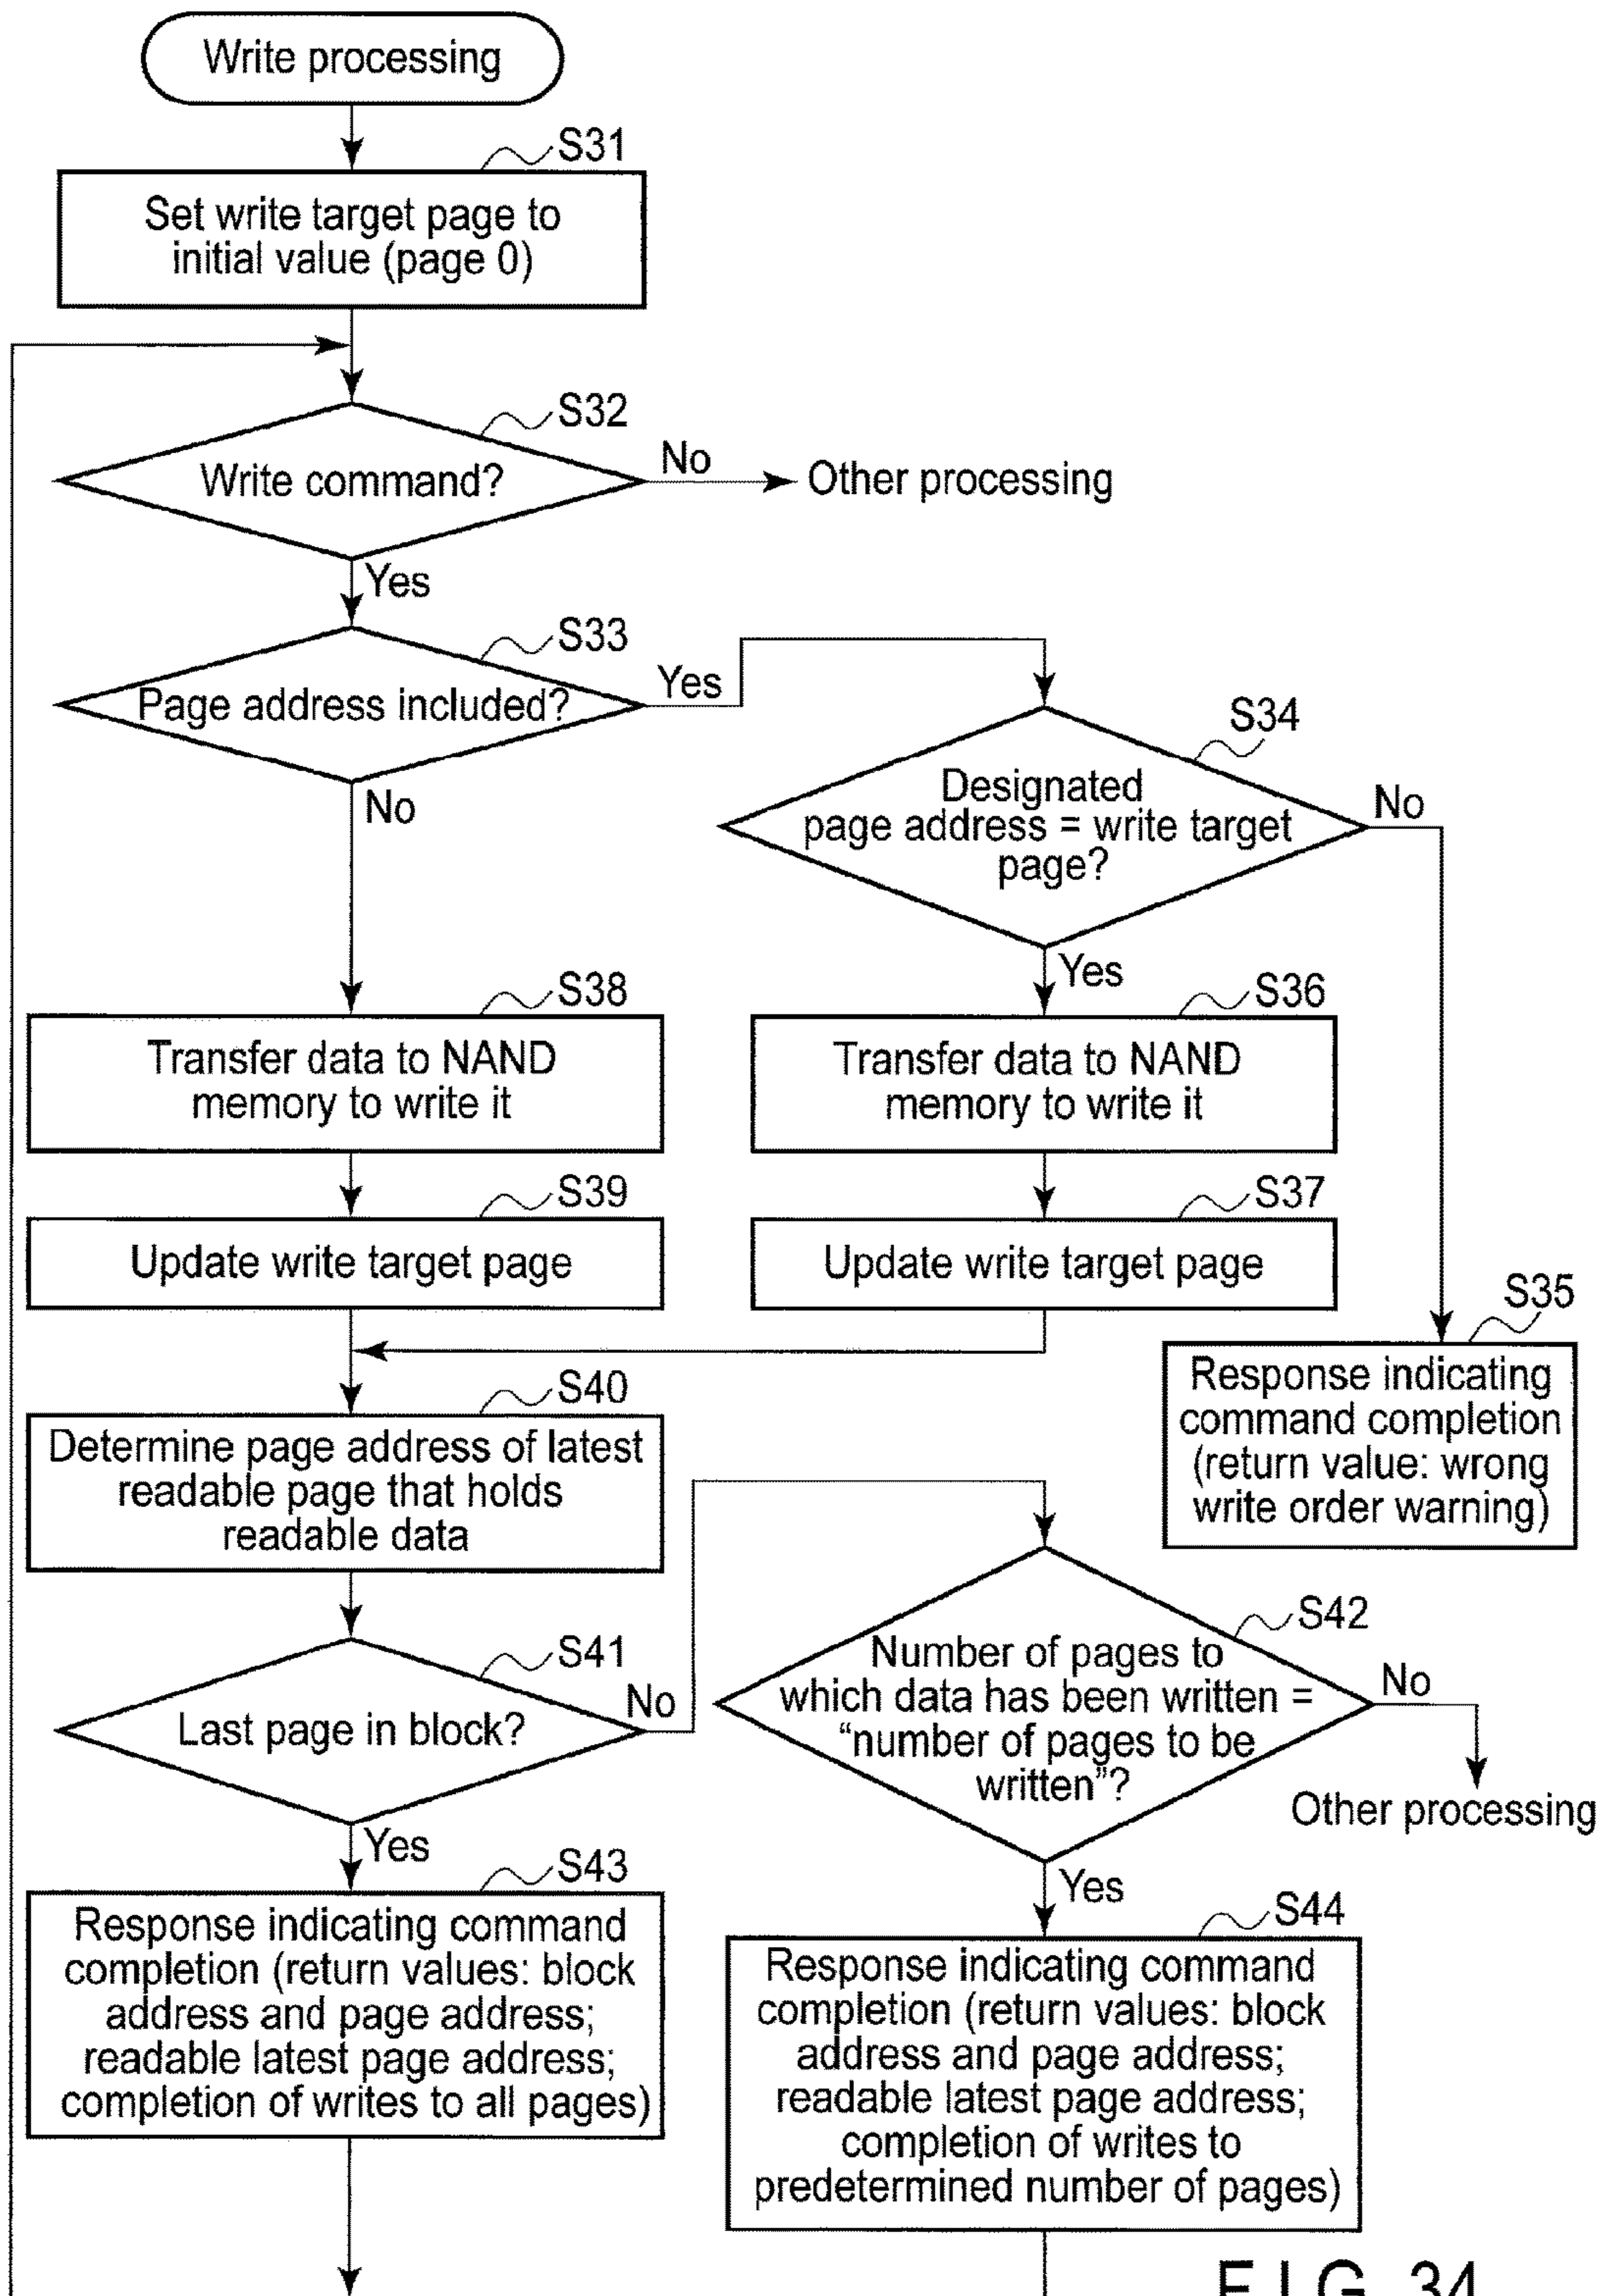 Write processing
S31
Set write target page to
initial value (page 0)
S32
Write command?
No
Other processing
Yes
S33
Page address included?
Yes
No
S34
Designated
page address = write target
page?
No
Yes
S38
Transfer data to NAND
memory to write it
S36
Transfer data to NAND
memory to write it
S39
Update write target page
S37
Update write target page
S35
Response indicating
command completion
(return value: wrong
write order warning)
S40
Determine page address of latest
readable page that holds
readable data
S41
Last page in block?
No
Yes
S42
Number of pages to
which data has been written =
“number of pages to be
written”?
No
Other processing
Yes
S43
Response indicating command
completion (return values: block
address and page address;
readable latest page address;
completion of writes to all pages)
S44
Response indicating command
completion (return values: block
address and page address;
readable latest page address;
completion of writes to
predetermined number of pages)
FIG. 34